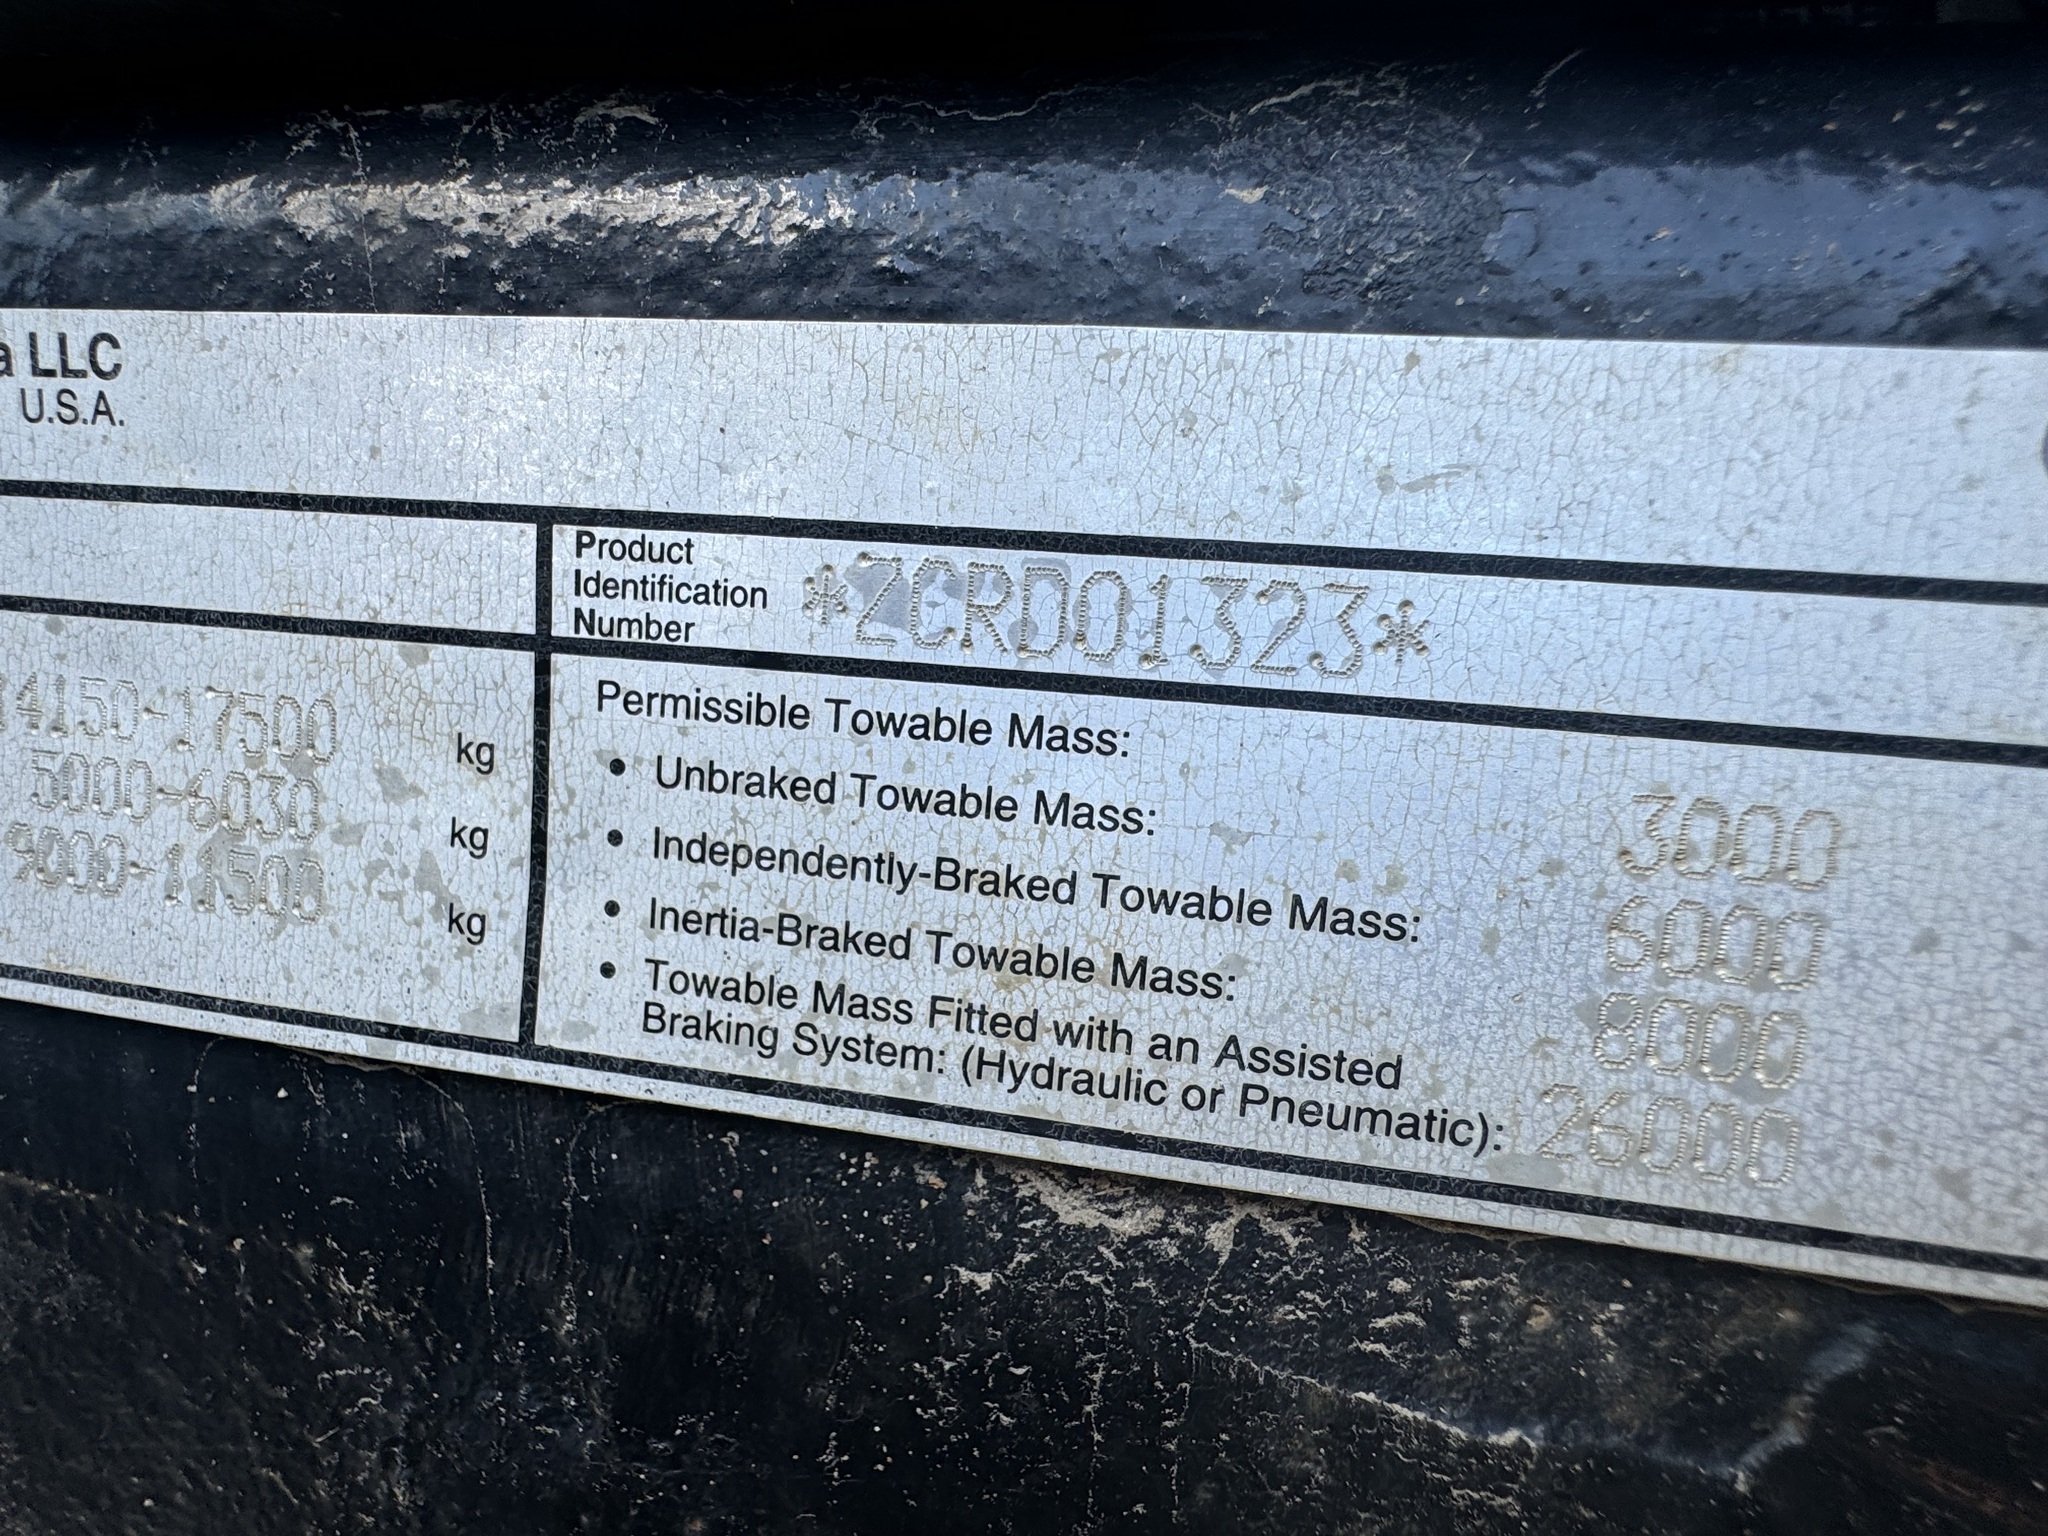 a LLC
U.S.A.
Product
Identification
Number
*ZCRD01323*
14150-17500 kg
5000-6030 kg
9000-11500 kg
Permissible Towable Mass:
• Unbraked Towable Mass: 3000
• Independently-Braked Towable Mass: 6000
• Inertia-Braked Towable Mass: 8000
• Towable Mass Fitted with an Assisted
Braking System: (Hydraulic or Pneumatic): 26000